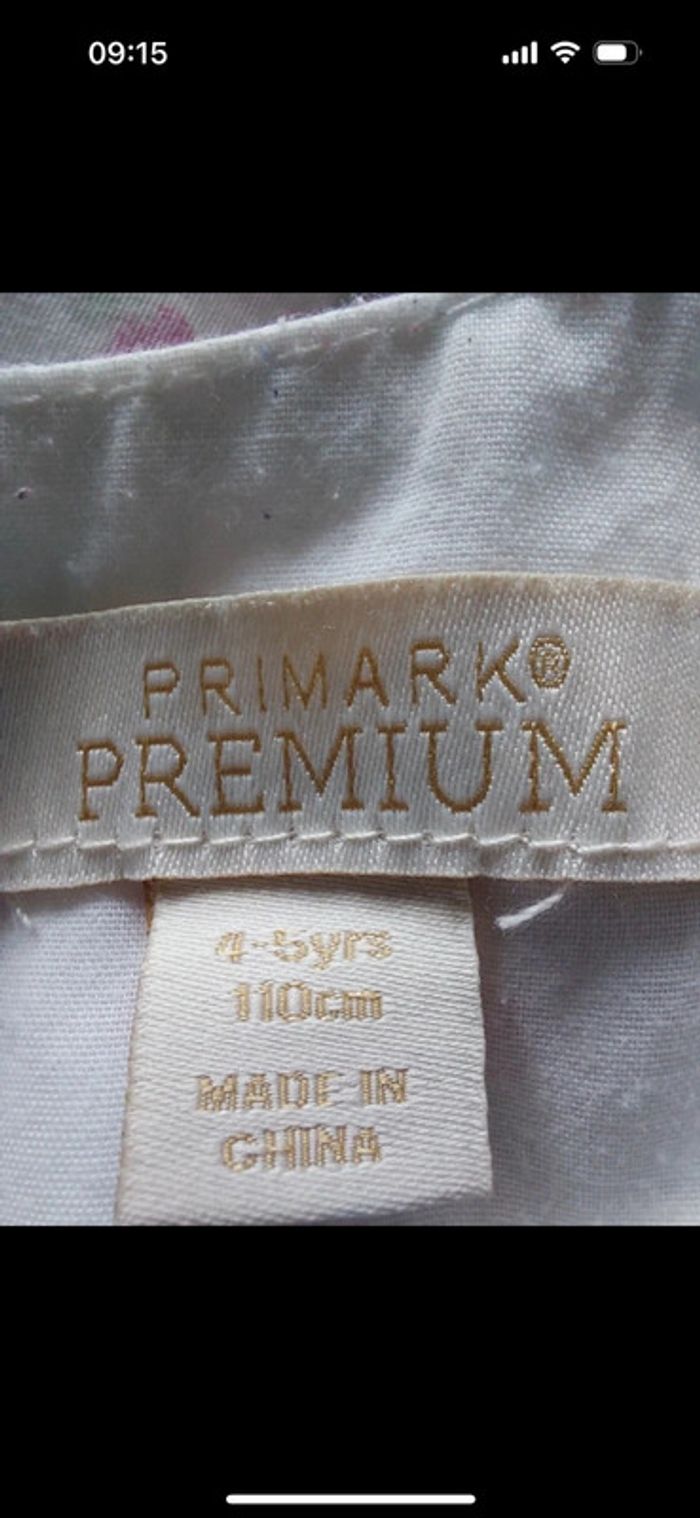 09:15
PRIMARK®
PREMIUM
4-5yrs
110cm
MADE IN
CHINA